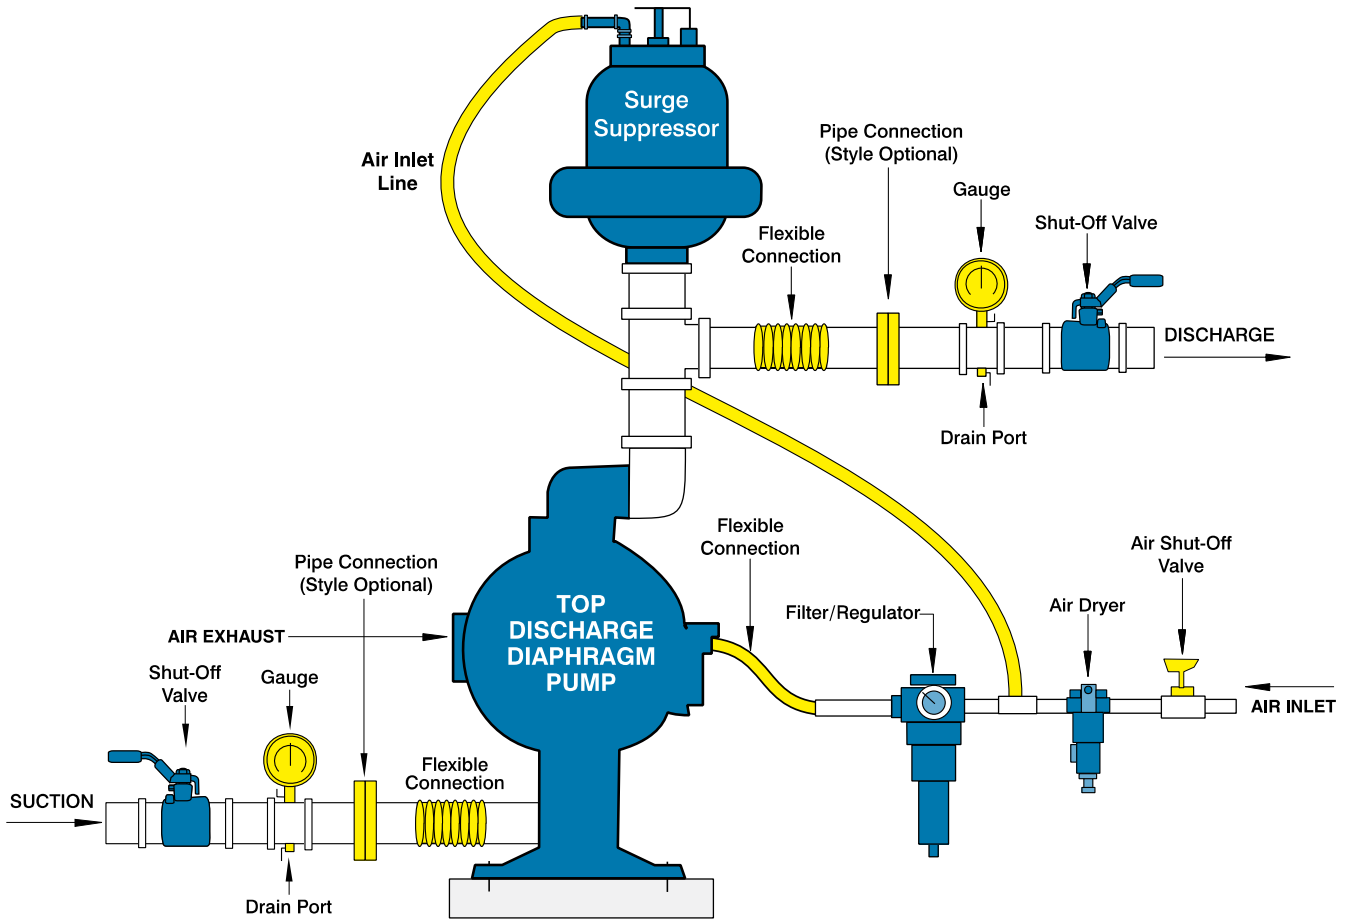 Surge
Suppressor
Air Inlet
Line
Pipe Connection
(Style Optional)
Gauge
Shut-Off Valve
Flexible
Connection
DISCHARGE
Drain Port
Flexible
Connection
Air Shut-Off
Valve
Pipe Connection
(Style Optional)
TOP
DISCHARGE
DIAPHRAGM
PUMP
Filter/Regulator
Air Dryer
AIR EXHAUST
Shut-Off
Valve
Gauge
AIR INLET
Flexible
Connection
SUCTION
Drain Port